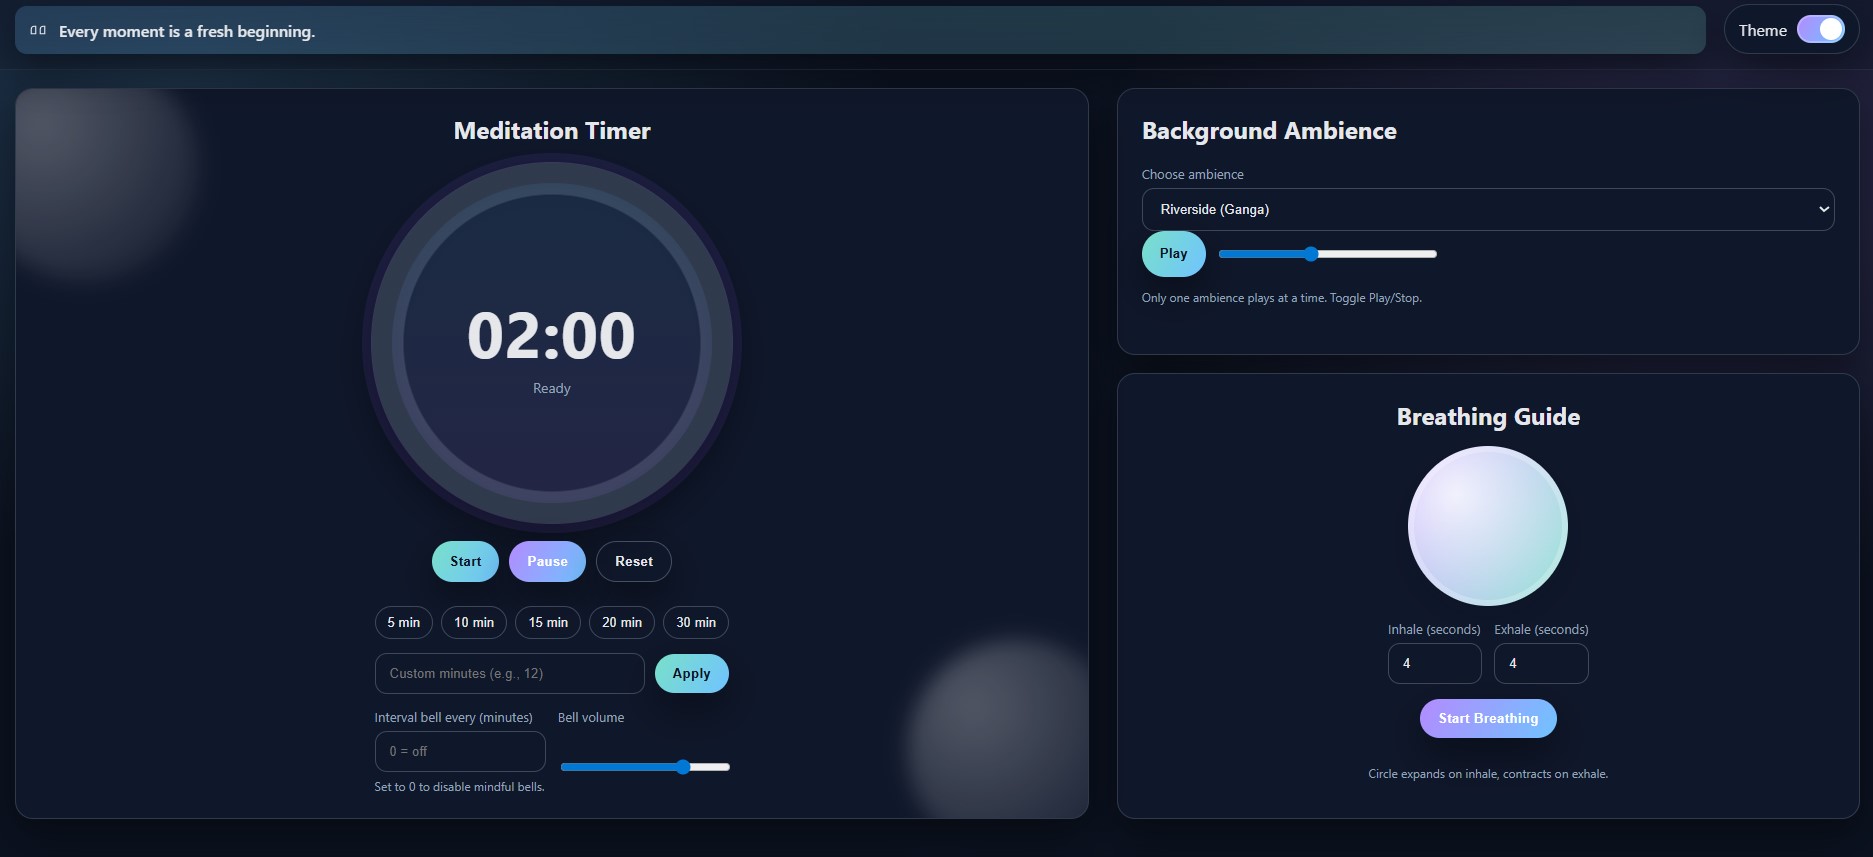 Every moment is a fresh beginning.
Theme
Meditation Timer
02:00
Ready
Start
Pause
Reset
5 min
10 min
15 min
20 min
30 min
Custom minutes (e.g., 12)
Apply
Interval bell every (minutes)
Bell volume
0 = off
Set to 0 to disable mindful bells.
Background Ambience
Choose ambience
Riverside (Ganga)
Play
Only one ambience plays at a time. Toggle Play/Stop.
Breathing Guide
Inhale (seconds)
Exhale (seconds)
4
4
Start Breathing
Circle expands on inhale, contracts on exhale.